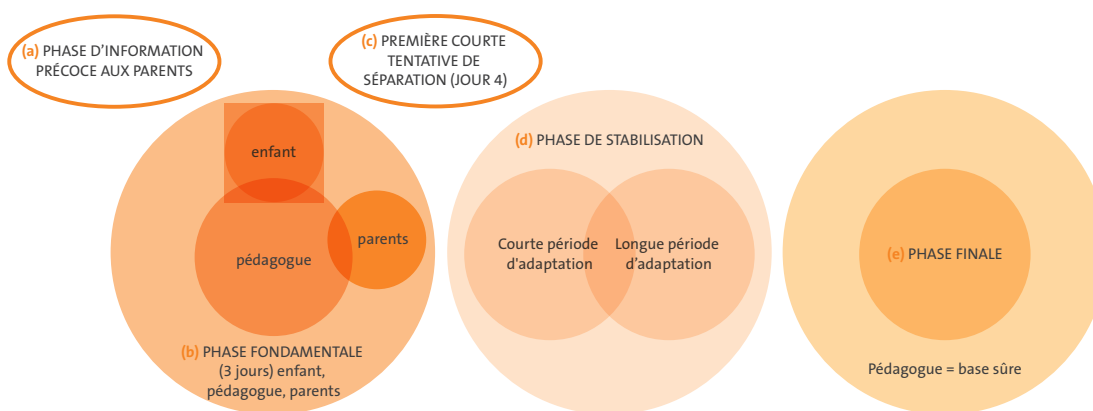 (a) PHASE D’INFORMATION
PRÉCOCE AUX PARENTS
(c) PREMIÈRE COURTE
TENTATIVE DE
SÉPARATION (JOUR 4)
enfant
pédagogue
parents
(b) PHASE FONDAMENTALE
(3 jours) enfant,
pédagogue, parents
(d) PHASE DE STABILISATION
Courte période
d'adaptation
Longue période
d’adaptation
(e) PHASE FINALE
Pédagogue = base sûre